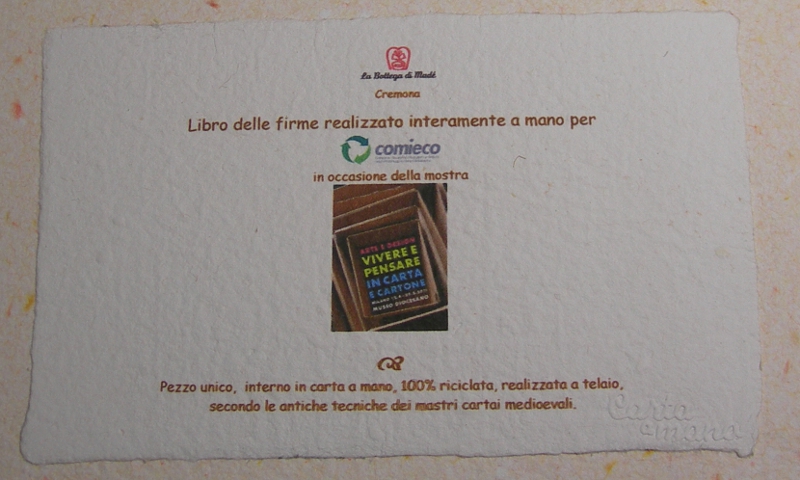 La Bottega di Madè
Cremona
Libro delle firme realizzato interamente a mano per
comieco
in occasione della mostra
ARTE E DESIGN
VIVERE E
PENSARE
IN CARTA
E CARTONE
MUSEO DIOCESANO
Pezzo unico, interno in carta a mano, 100% riciclata, realizzata a telaio,
secondo le antiche tecniche dei mastri cartai medioevali.
Carta
a mano